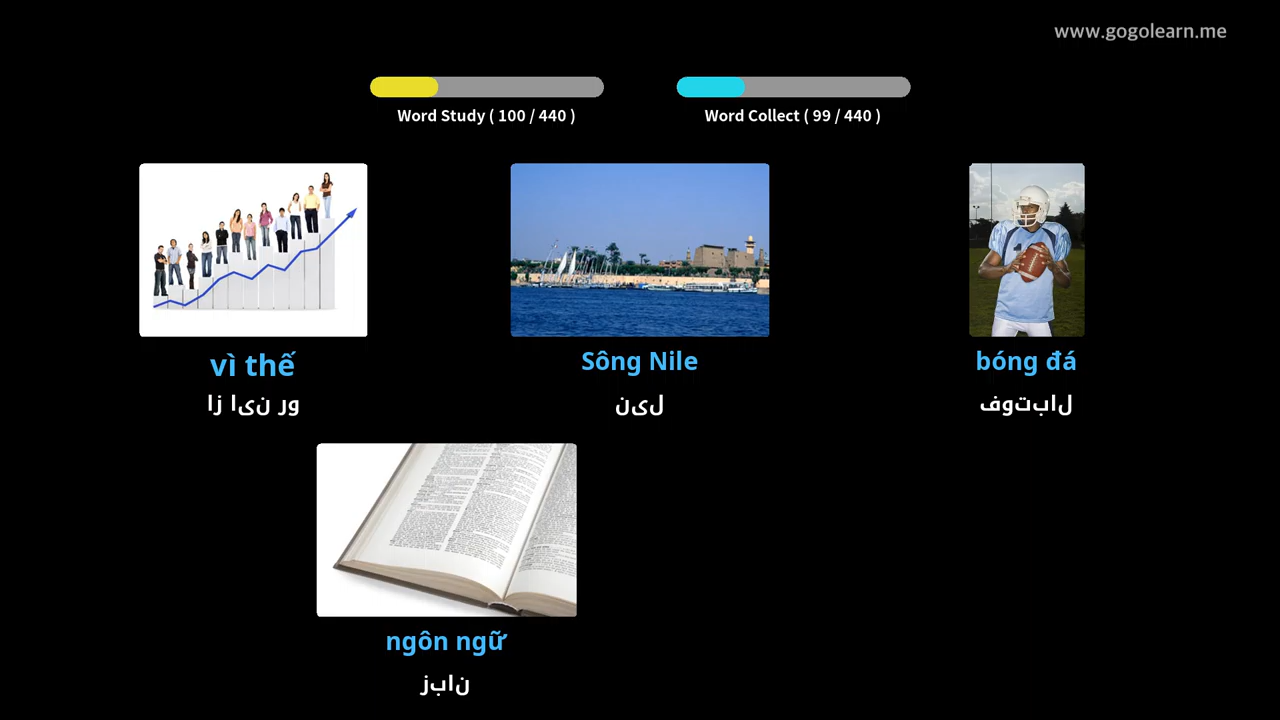 www.gogolearn.me
Word Study ( 100 / 440 )
Word Collect ( 99 / 440 )
vì thế
از این رو
Sông Nile
نیل
bóng đá
فوتبال
ngôn ngữ
زبان